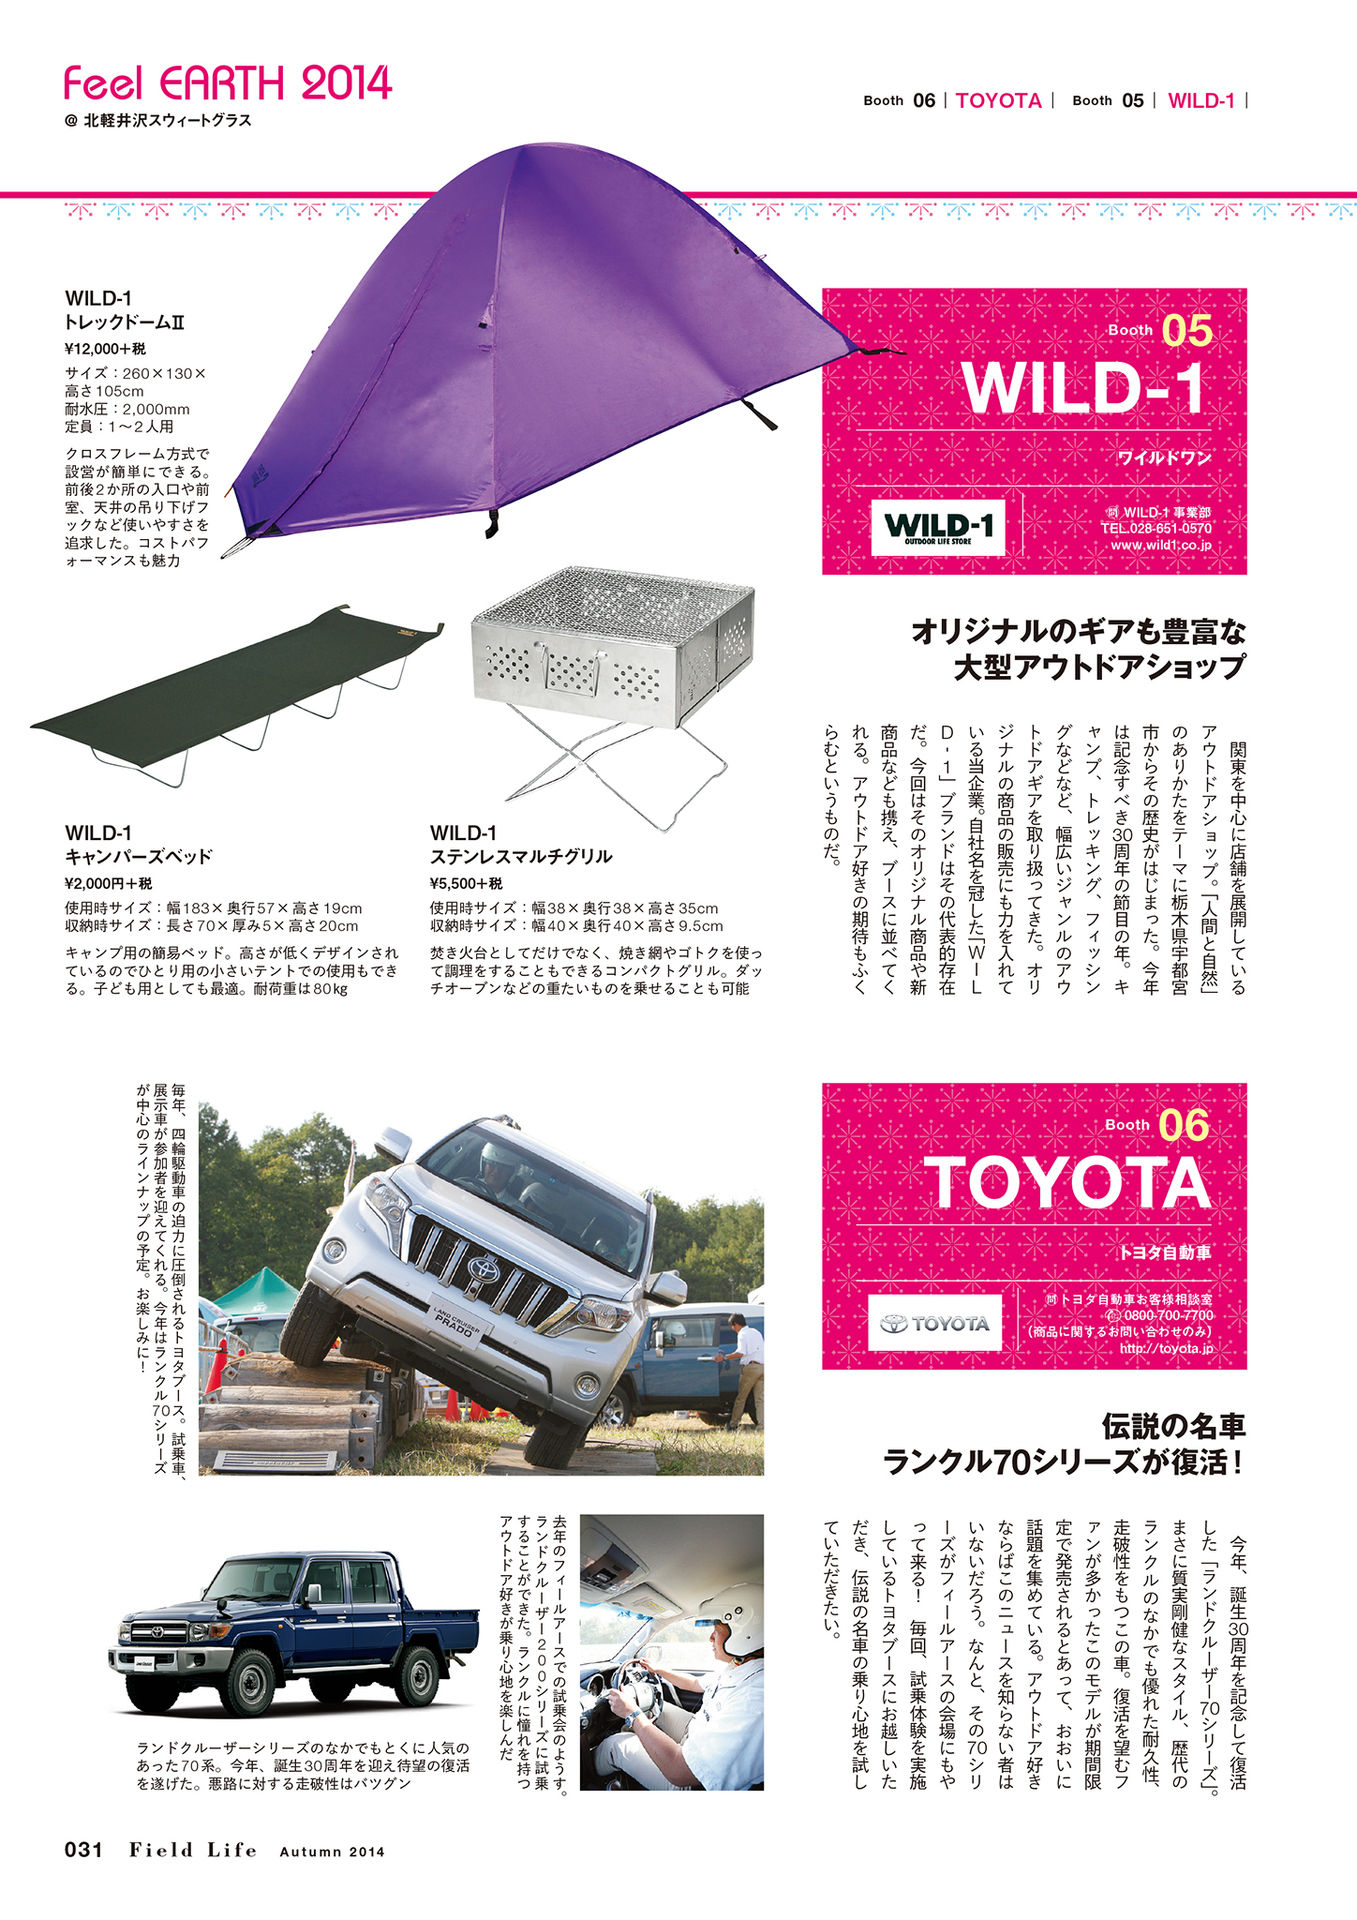 Feel EARTH 2014
@ 北軽井沢スウィートグラス
Booth 06 | TOYOTA | Booth 05 | WILD-1 |
WILD-1
トレックドームⅡ
¥12,000+税
サイズ：260×130×
高さ105cm
耐水圧：2,000mm
定員：1〜2人用
クロスフレーム方式で
設営が簡単にできる。
前後2か所の入口や前
室、天井の吊り下げフ
ックなど使いやすさを
追求した。コストパフ
ォーマンスも魅力
Booth 05
WILD-1
ワイルドワン
WILD-1
OUTDOOR LIFE STORE
問 WILD-1 事業部
TEL.028-651-0570
www.wild1.co.jp
オリジナルのギアも豊富な
大型アウトドアショップ
関東を中心に店舗を展開している
アウトドアショップ。「人間と自然」
のありかたをテーマに栃木県宇都宮
市からその歴史がはじまった。今年
は記念すべき30周年の節目の年。キ
ャンプ、トレッキング、フィッシン
グなどなど、幅広いジャンルのアウ
トドアギアを取り扱ってきた。オリ
ジナルの商品の販売にも力を入れて
いる当企業。自社名を冠した「WIL
D-1」ブランドはその代表的存在
だ。今回はそのオリジナル商品や新
商品なども携え、ブースに並べてく
れる。アウトドア好きの期待もふく
らむというものだ。
WILD-1
キャンパーズベッド
¥2,000円+税
使用時サイズ：幅183×奥行57×高さ19cm
収納時サイズ：長さ70×厚み5×高さ20cm
キャンプ用の簡易ベッド。高さが低くデザインされ
ているのでひとり用の小さいテントでの使用もでき
る。子ども用としても最適。耐荷重は80kg
WILD-1
ステンレスマルチグリル
¥5,500+税
使用時サイズ：幅38×奥行38×高さ35cm
収納時サイズ：幅40×奥行40×高さ9.5cm
焚き火台としてだけでなく、焼き網やゴトクを使っ
て調理をすることもできるコンパクトグリル。ダッ
チオーブンなどの重たいものを乗せることも可能
Booth 06
TOYOTA
トヨタ自動車
TOYOTA
問 トヨタ自動車お客様相談室
0800-700-7700
（商品に関するお問い合わせのみ）
http://toyota.jp
伝説の名車
ランクル70シリーズが復活！
今年、誕生30周年を記念して復活
した「ランドクルーザー70シリーズ」。
まさに質実剛健なスタイル、歴代の
ランクルのなかでも優れた耐久性、
走破性をもつこの車。復活を望むフ
ァンが多かったこのモデルが期間限
定で発売されるとあって、おおいに
話題を集めている。アウトドア好き
ならばこのニュースを知らない者は
いないだろう。なんと、その70シリ
ーズがフィールアースの会場にもや
って来る！　毎回、試乗体験を実施
しているトヨタブースにお越しいた
だき、伝説の名車の乗り心地を試し
ていただきたい。
毎年、四輪駆動車の迫力に圧倒されるトヨタブース。試乗車、
展示車が参加者を迎えてくれる。今年はランクル70シリーズ
が中心のラインナップの予定。お楽しみに！
LAND CRUISER
PRADO
去年のフィールアースでの試乗会のようす。
ランドクルーザー200シリーズに試乗
することができた。ランクルに憧れを持つ
アウトドア好きが乗り心地を楽しんだ
ランドクルーザーシリーズのなかでもとくに人気の
あった70系。今年、誕生30周年を迎え待望の復活
を遂げた。悪路に対する走破性はバツグン
031 Field Life Autumn 2014